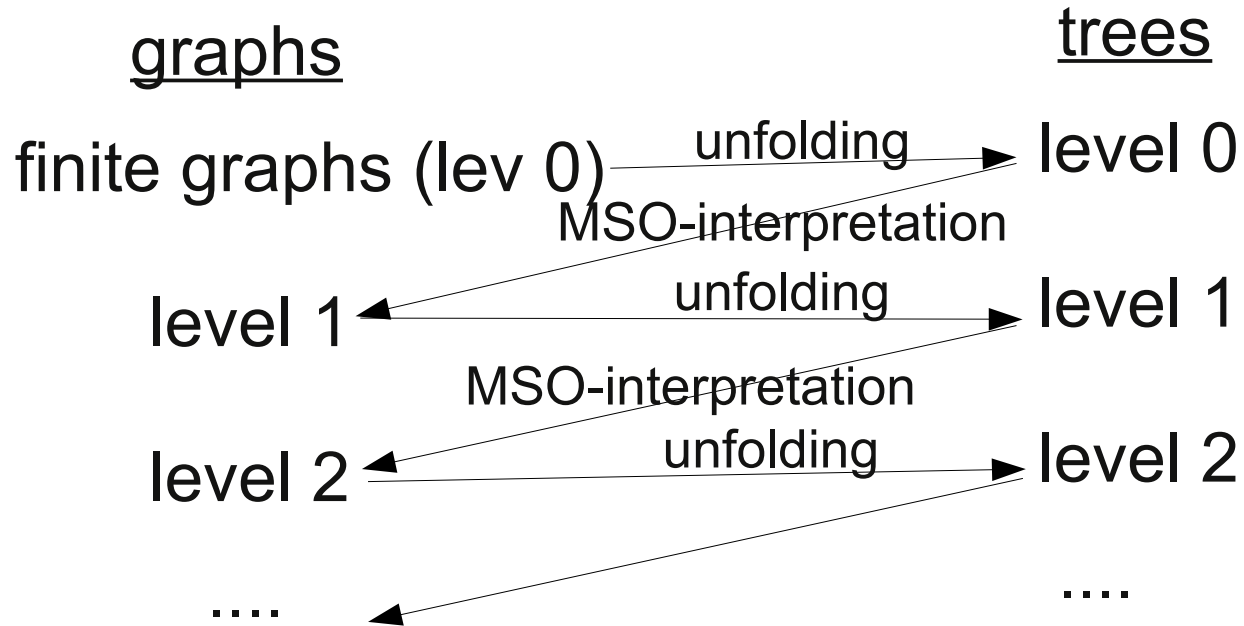 graphs
trees
finite graphs (lev 0)
unfolding
level 0
MSO-interpretation
level 1
unfolding
level 1
MSO-interpretation
level 2
unfolding
level 2
....
....